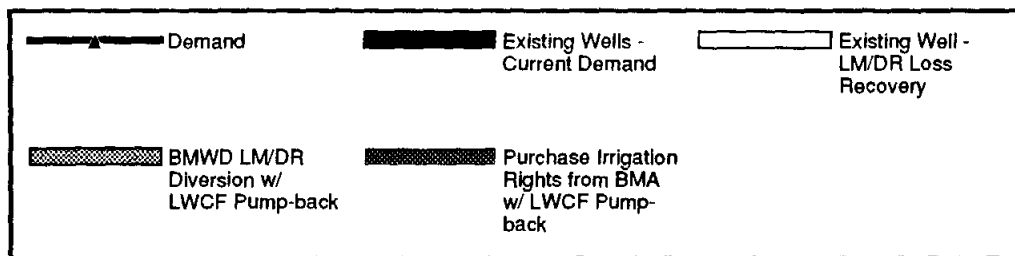 Demand
Existing Wells -
Current Demand
Existing Well -
LM/DR Loss
Recovery
BMWD LM/DR
Diversion w/
LWCF Pump-back
Purchase Irrigation
Rights from BMA
w/ LWCF Pump-
back